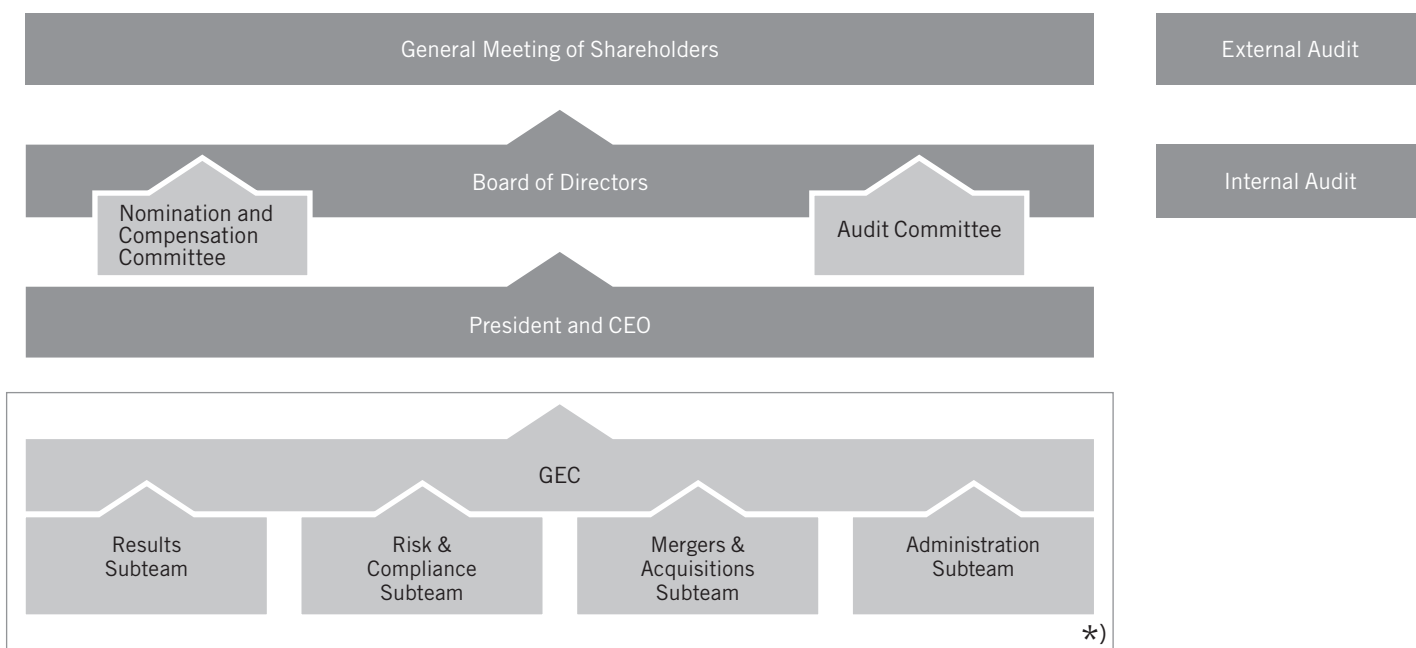 General Meeting of Shareholders
External Audit
Board of Directors
Internal Audit
Nomination and
Compensation
Committee
Audit Committee
President and CEO
GEC
Results
Subteam
Risk &
Compliance
Subteam
Mergers &
Acquisitions
Subteam
Administration
Subteam
*)